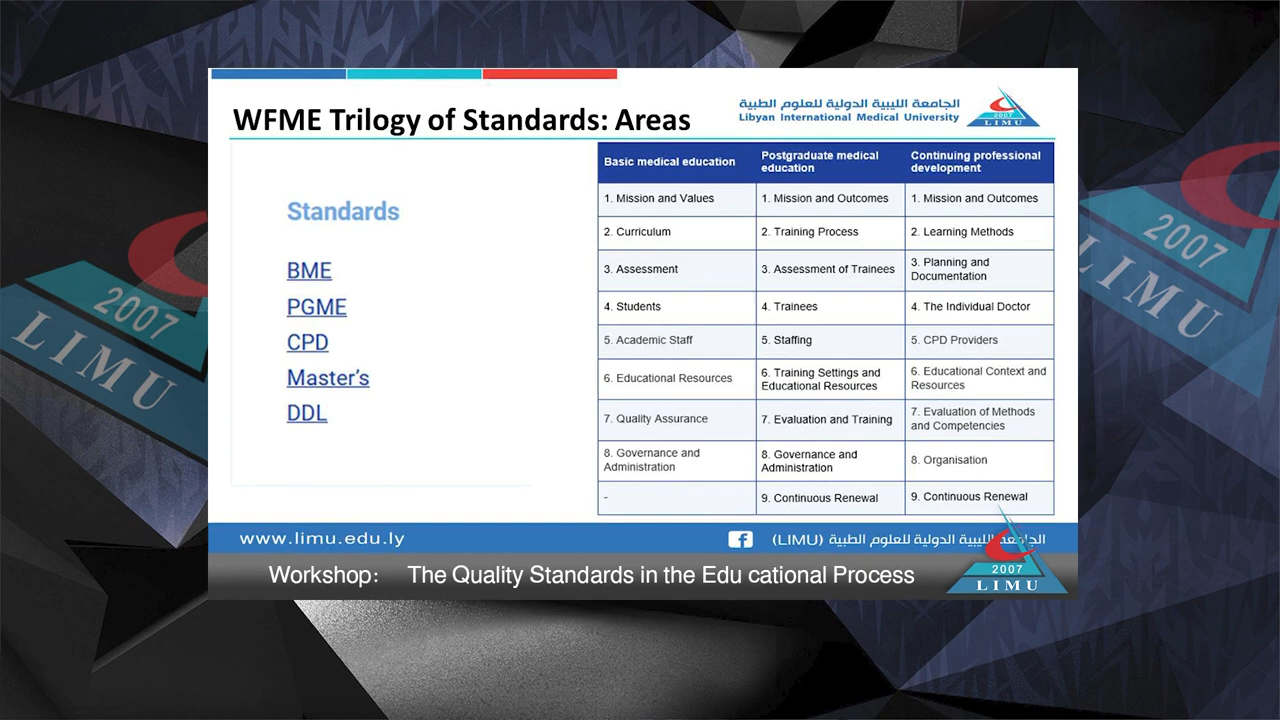 WFME Trilogy of Standards: Areas
الجامعة الليبية الدولية للعلوم الطبية
Libyan International Medical University
2007
LIMU
Standards
BME
PGME
CPD
Master's
DDL
Basic medical education
Postgraduate medical
education
Continuing professional
development
1. Mission and Values
1. Mission and Outcomes
1. Mission and Outcomes
2. Curriculum
2. Training Process
2. Learning Methods
3. Assessment
3. Assessment of Trainees
3. Planning and
Documentation
4. Students
4. Trainees
4. The Individual Doctor
5. Academic Staff
5. Staffing
5. CPD Providers
6. Educational Resources
6. Training Settings and
Educational Resources
6. Educational Context and
Resources
7. Quality Assurance
7. Evaluation and Training
7. Evaluation of Methods
and Competencies
8. Governance and
Administration
8. Governance and
Administration
8. Organisation
-
9. Continuous Renewal
9. Continuous Renewal
www.limu.edu.ly
f
الجامعة الليبية الدولية للعلوم الطبية (LIMU)
Workshop: The Quality Standards in the Edu cational Process
2007
LIMU
2007
LIMU
2007
LIMU